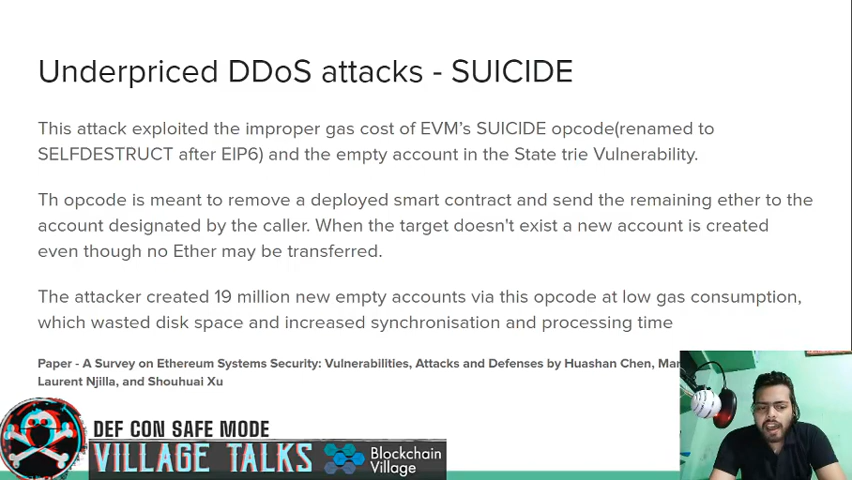 Underpriced DDoS attacks - SUICIDE
This attack exploited the improper gas cost of EVM's SUICIDE opcode(renamed to
SELFDESTRUCT after EIP6) and the empty account in the State trie Vulnerability.
Th opcode is meant to remove a deployed smart contract and send the remaining ether to the
account designated by the caller. When the target doesn't exist a new account is created
even though no Ether may be transferred.
The attacker created 19 million new empty accounts via this opcode at low gas consumption,
which wasted disk space and increased synchronisation and processing time
Paper - A Survey on Ethereum Systems Security: Vulnerabilities, Attacks and Defenses by Huashan Chen,
Laurent Njilla, and Shouhuai Xu
DEF CON SAFE MODE
VILLAGE TALKS
Blockchain
Village